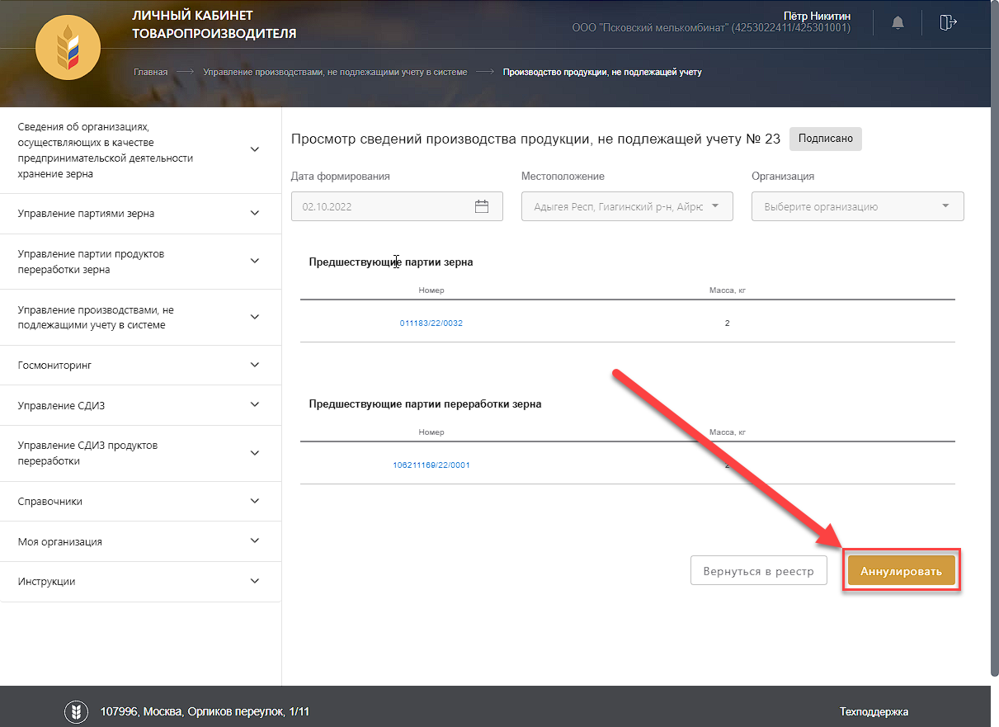 ЛИЧНЫЙ КАБИНЕТ
ТОВАРОПРОИЗВОДИТЕЛЯ
Пётр Никитин
ООО "Псковский мелькомбинат" (4253022411/425301001)
Главная
Управление производствами, не подлежащими учету в системе
Производство продукции, не подлежащей учету
Сведения об организациях,
осуществляющих в качестве
предпринимательской деятельности
хранение зерна
Управление партиями зерна
Управление партии продуктов
переработки зерна
Управление производствами, не
подлежащими учету в системе
Госмониторинг
Управление СДИЗ
Управление СДИЗ продуктов
переработки
Справочники
Моя организация
Инструкции
Просмотр сведений производства продукции, не подлежащей учету № 23
Подписано
Дата формирования
Местоположение
Организация
02.10.2022
Адыгея Респ, Гиагинский р-н, Айрю
Выберите организацию
Предшествующие партии зерна
Номер
Масса, кг
011183/22/0032
2
Предшествующие партии переработки зерна
Номер
Масса, кг
106211169/22/0001
Вернуться в реестр
Аннулировать
107996, Москва, Орликов переулок, 1/11
Техподдержка